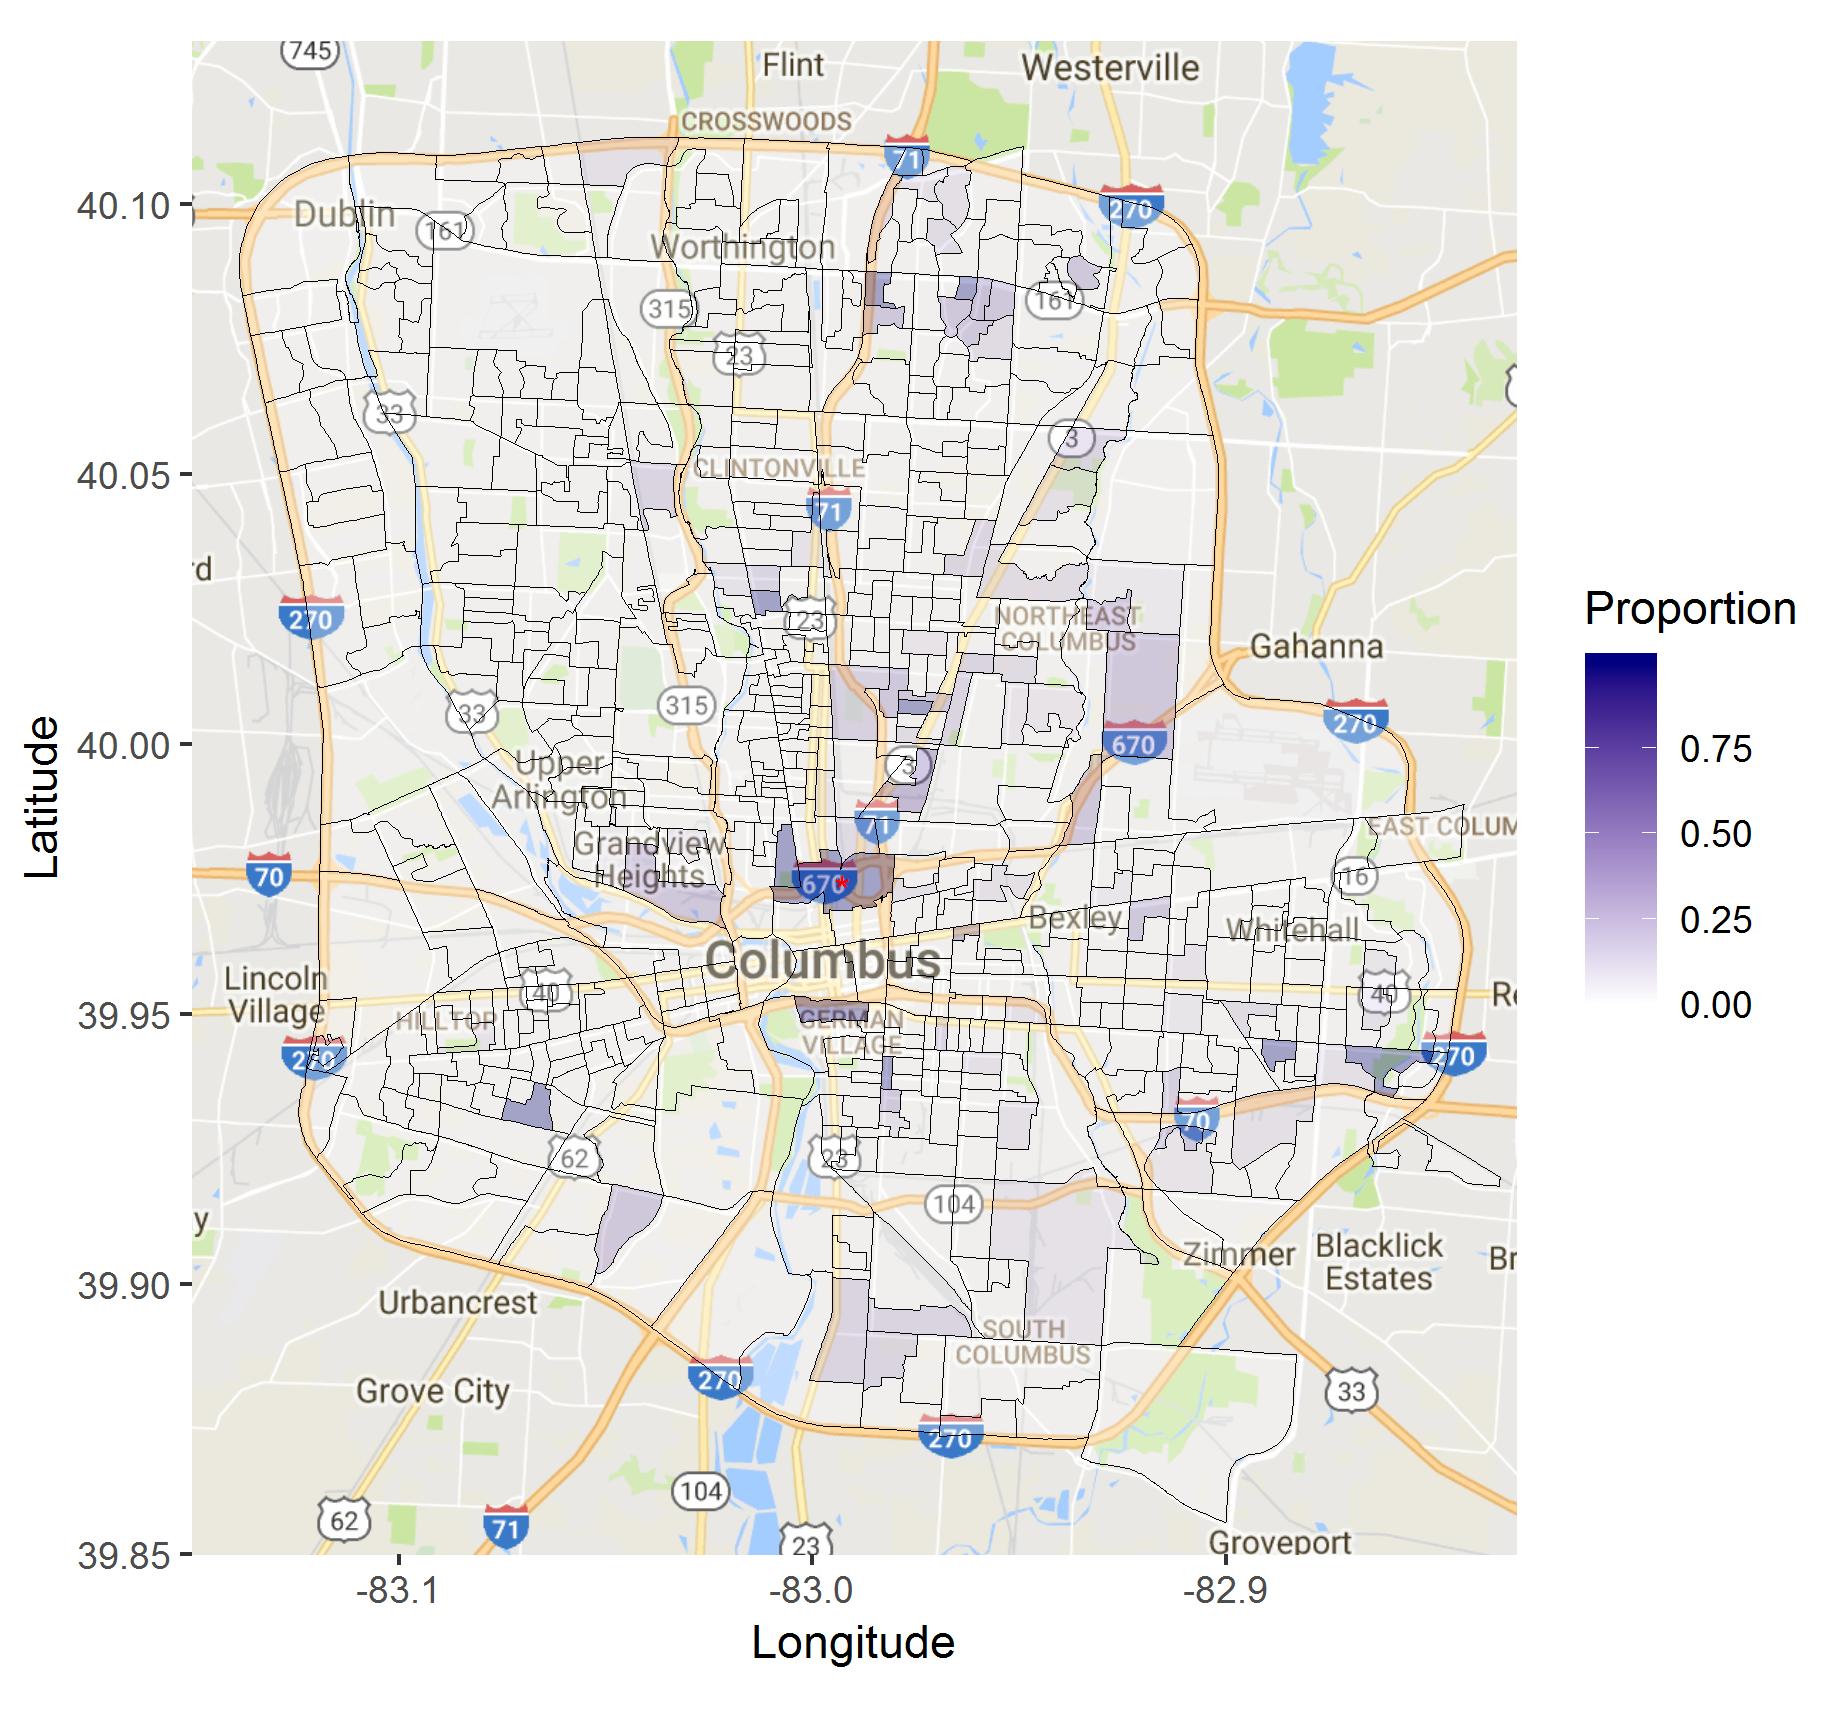 745
Flint
Westerville
CROSSWOODS
71
40.10
Dublin
161
270
Worthington
315
161
23
33
3
40.05
CLINTONVILLE
71
rd
270
23
NORTHEAST
COLUMBUS
Proportion
Gahanna
33
315
270
40.00
670
0.75
Upper
Arlington
3
71
EAST COLUM
0.50
Grandview
Heights
70
670
*
16
Bexley
Whitehall
0.25
Columbus
Lincoln
Village
40
40
Re
0.00
39.95
HILLTOP
GERMAN
VILLAGE
270
270
70
62
23
104
y
Zimmer
Blacklick
Estates
Br
39.90
Urbancrest
SOUTH
COLUMBUS
270
Grove City
33
270
104
62
71
23
Groveport
39.85
-83.1
-83.0
-82.9
Longitude
Latitude